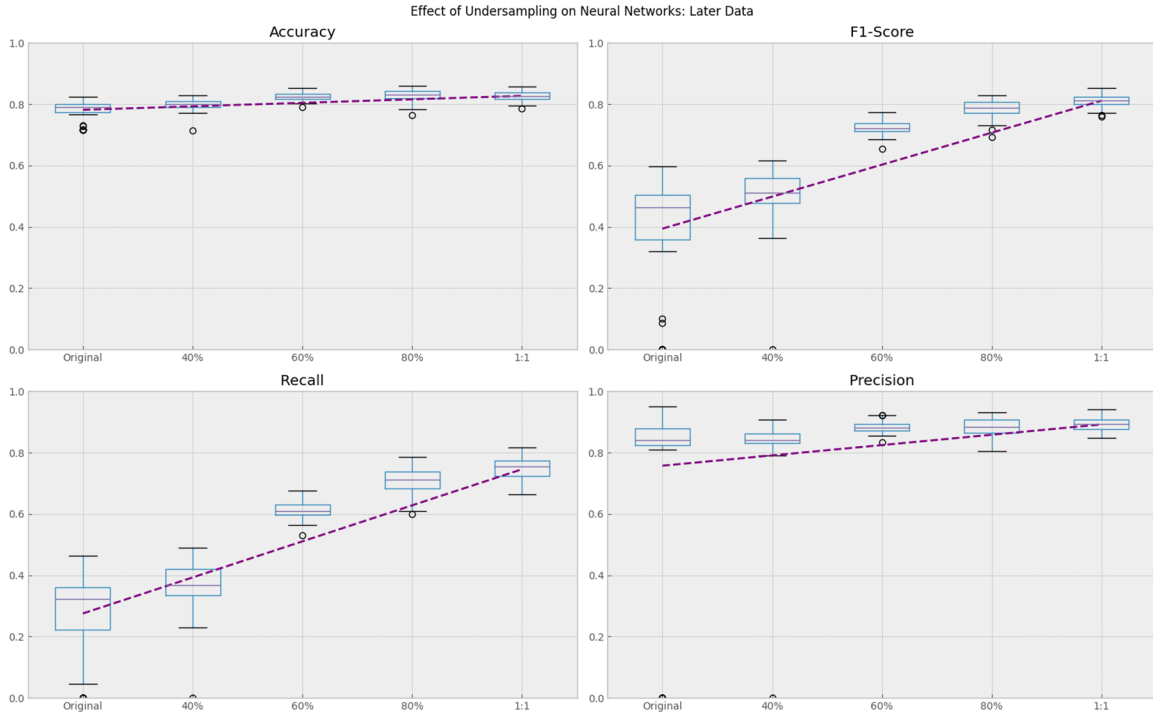 Effect of Undersampling on Neural Networks: Later Data
Accuracy
1.0
0.8
0.6
0.4
0.2
0.0
Original 40% 60% 80% 1:1
F1-Score
1.0
0.8
0.6
0.4
0.2
0.0
Original 40% 60% 80% 1:1
Recall
1.0
0.8
0.6
0.4
0.2
0.0
Original 40% 60% 80% 1:1
Precision
1.0
0.8
0.6
0.4
0.2
0.0
Original 40% 60% 80% 1:1